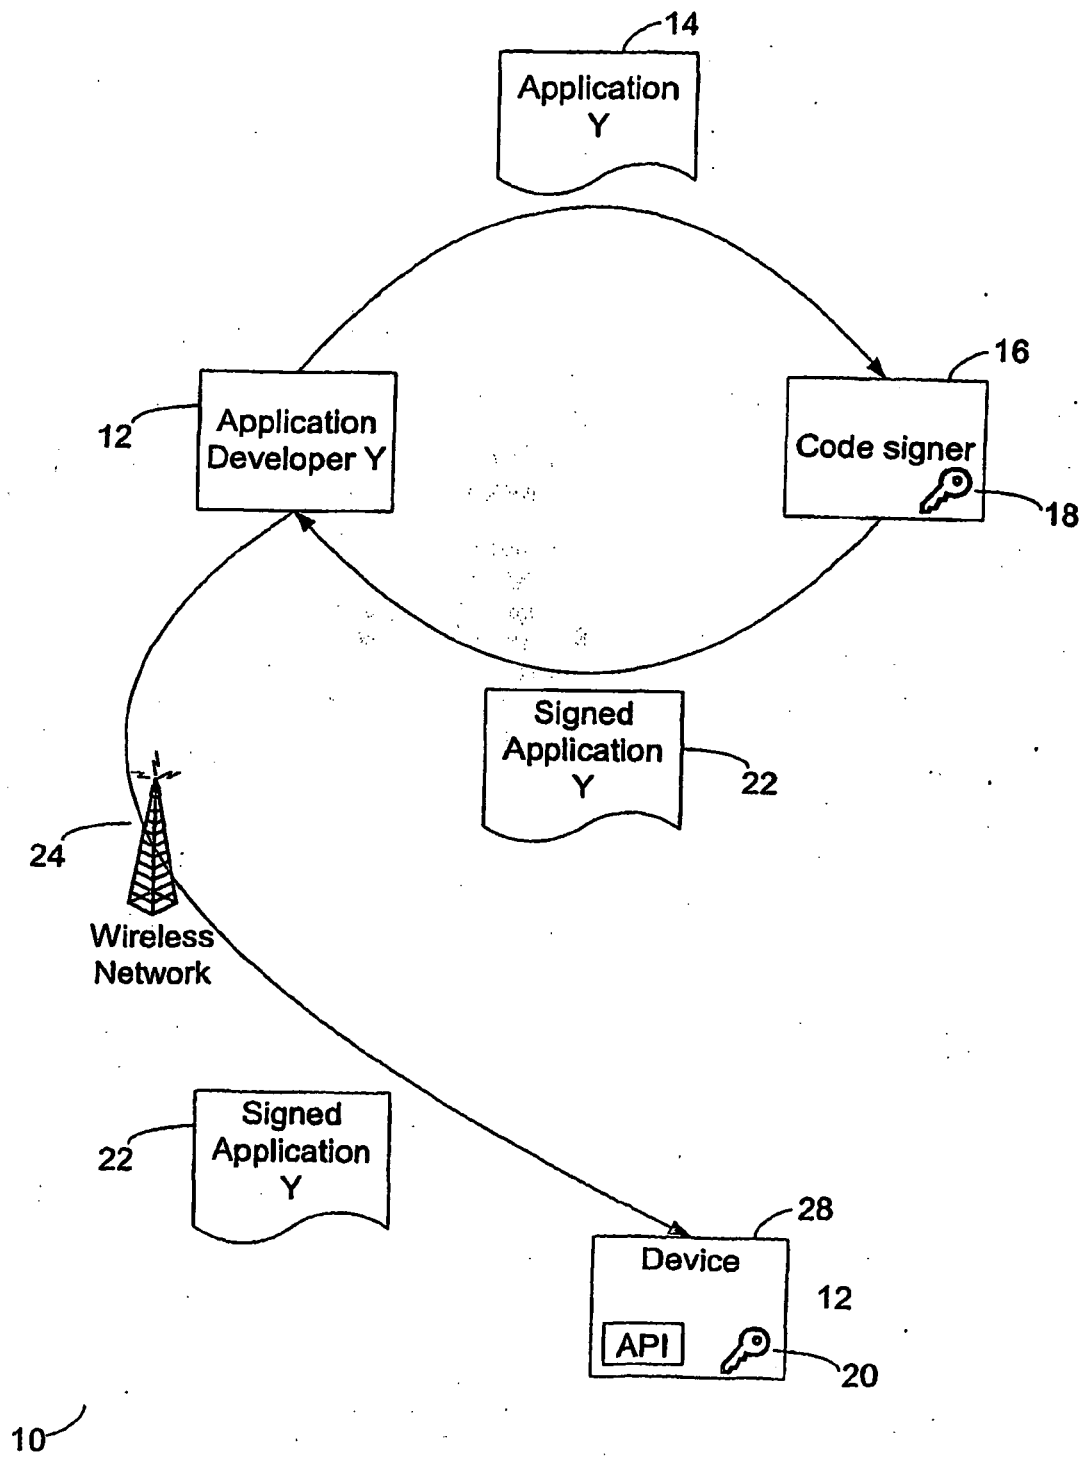 14
Application
Y
16
12
Application
Developer Y
Code signer
18
Signed
Application
Y
22
24
Wireless
Network
22
Signed
Application
Y
28
Device
12
API
20
10